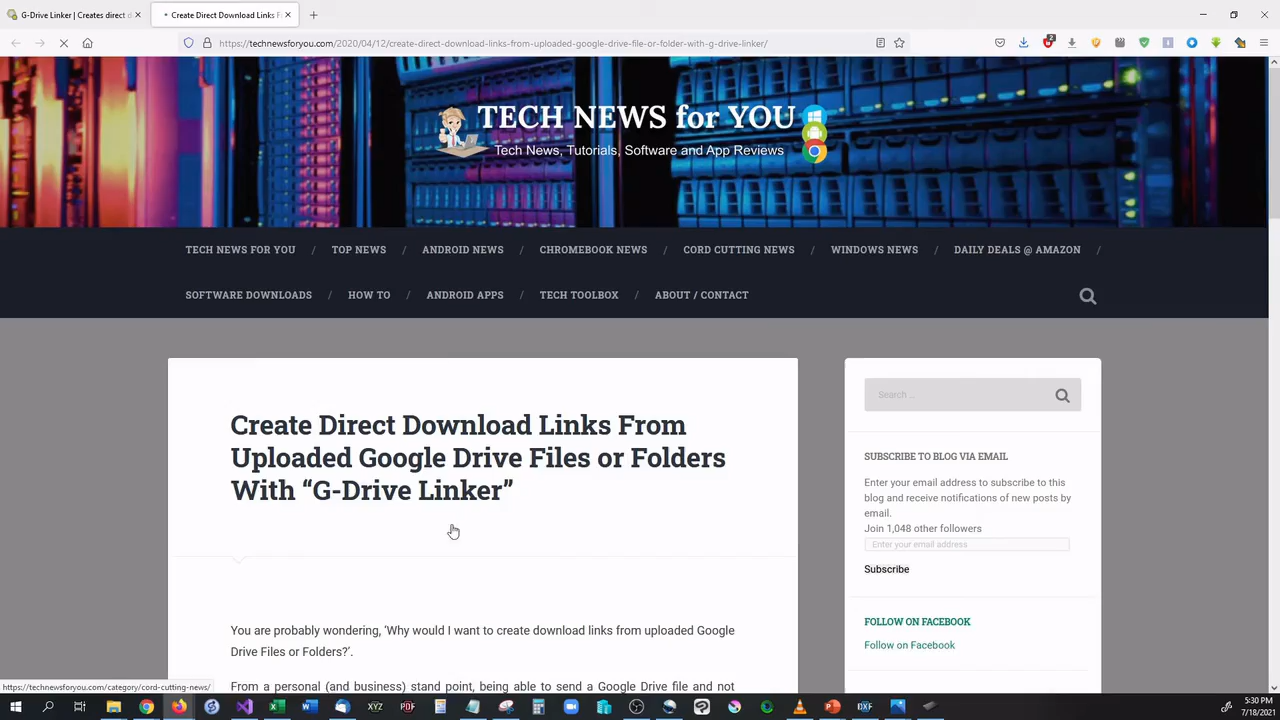 G-Drive Linker | Creates direct d
Create Direct Download Links F
https://technewsforyou.com/2020/04/12/create-direct-download-links-from-uploaded-google-drive-file-or-folder-with-g-drive-linker/
2
TECH NEWS for YOU
Tech News, Tutorials, Software and App Reviews
TECH NEWS FOR YOU / TOP NEWS / ANDROID NEWS / CHROMEBOOK NEWS / CORD CUTTING NEWS / WINDOWS NEWS / DAILY DEALS @ AMAZON /
SOFTWARE DOWNLOADS / HOW TO / ANDROID APPS / TECH TOOLBOX / ABOUT / CONTACT
Create Direct Download Links From
Uploaded Google Drive Files or Folders
With “G-Drive Linker”
You are probably wondering, ‘Why would I want to create download links from uploaded Google
Drive Files or Folders?’.
From a personal (and business) stand point, being able to send a Google Drive file and not
Search …
SUBSCRIBE TO BLOG VIA EMAIL
Enter your email address to subscribe to this
blog and receive notifications of new posts by
email.
Join 1,048 other followers
Enter your email address
Subscribe
FOLLOW ON FACEBOOK
Follow on Facebook
https://technewsforyou.com/category/cord-cutting-news/
XYZ
PDF
DXF
5:30 PM
7/18/2021